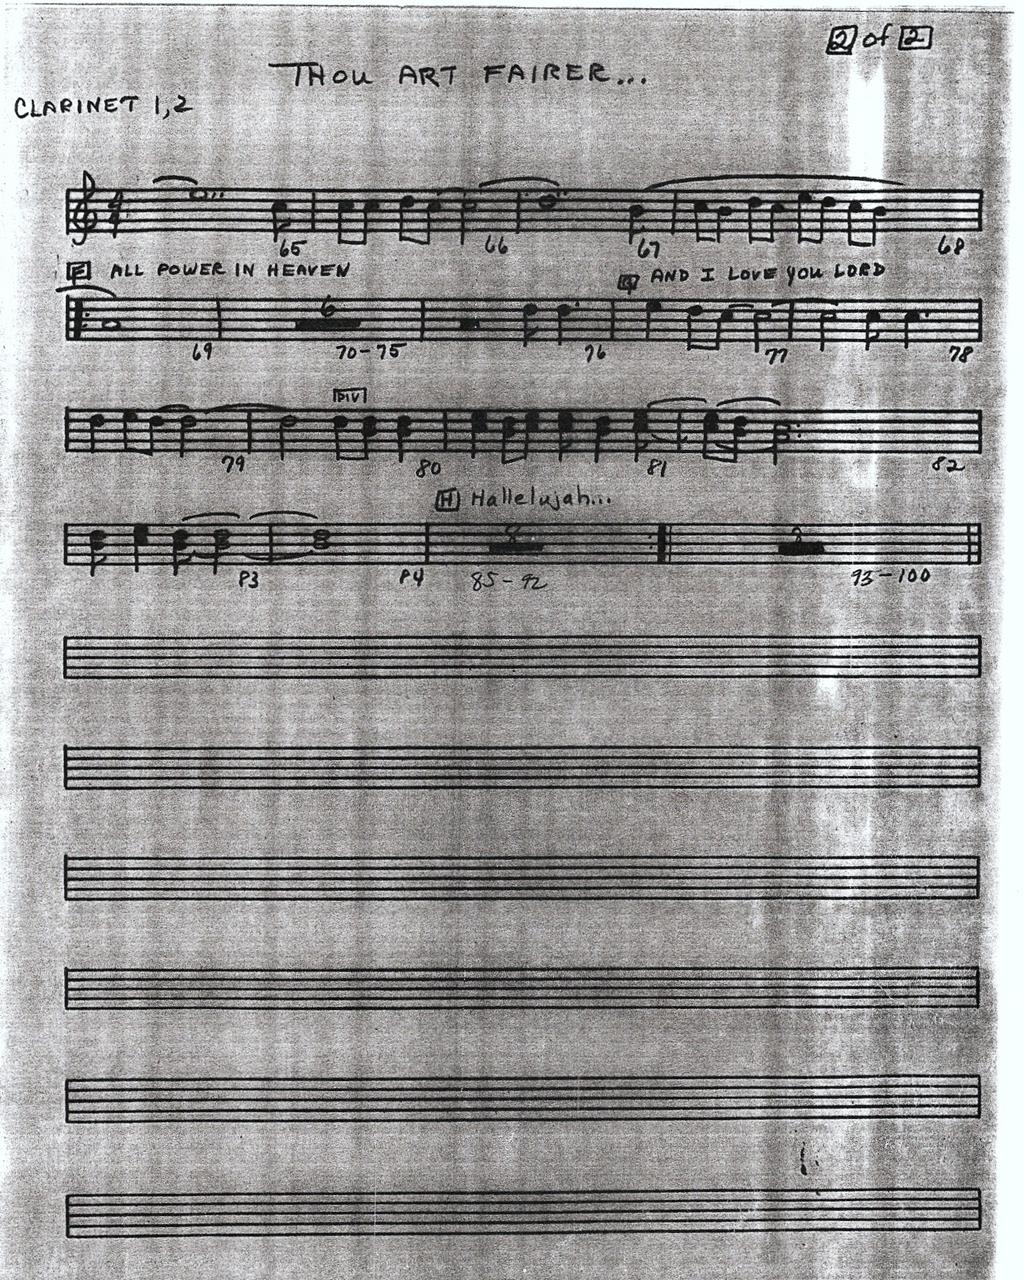 2 of 2
THOU ART FAIRER...
CLARINET 1,2
65 66 67 68
F ALL POWER IN HEAVEN G AND I LOVE YOU LORD
6
69 70-75 76 77 78
DIV
79 80 81 82
H Hallelujah...
8 8
83 84 85-92 93-100